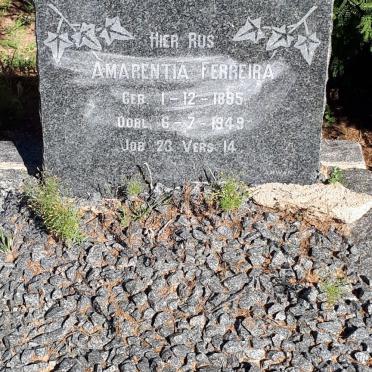 Hier Rus
Amarentia Ferreira
Geb. 1-12-1895.
Oorl. 6-7-1949.
Job. 23 Vers 14.